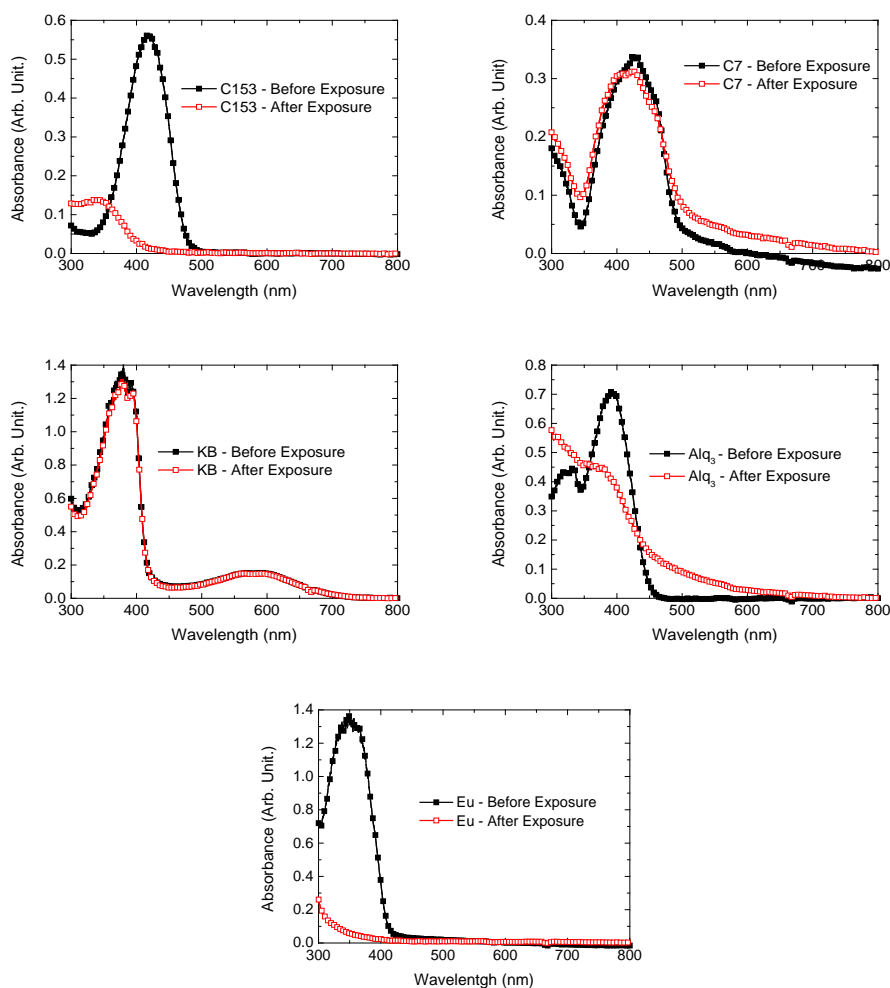 0.6
0.5
0.4
0.3
0.2
0.1
0.0
300 400 500 600 700 800
Absorbance (Arb. Unit.)
Wavelength (nm)
C153 - Before Exposure
C153 - After Exposure
0.4
0.3
0.2
0.1
0.0
300 400 500 600 700 800
Absorbance (Arb. Unit)
Wavelength (nm)
C7 - Before Exposure
C7 - After Exposure
1.4
1.2
1.0
0.8
0.6
0.4
0.2
0.0
300 400 500 600 700 800
Absorbance (Arb. Unit.)
Wavelength (nm)
KB - Before Exposure
KB - After Exposure
0.8
0.7
0.6
0.5
0.4
0.3
0.2
0.1
0.0
300 400 500 600 700 800
Absorbance (Arb. Unit.)
Wavelength (nm)
Alq₃ - Before Exposure
Alq₃ - After Exposure
1.4
1.2
1.0
0.8
0.6
0.4
0.2
0.0
300 400 500 600 700 800
Absorbance (Arb. Unit.)
Wavelentgh (nm)
Eu - Before Exposure
Eu - After Exposure